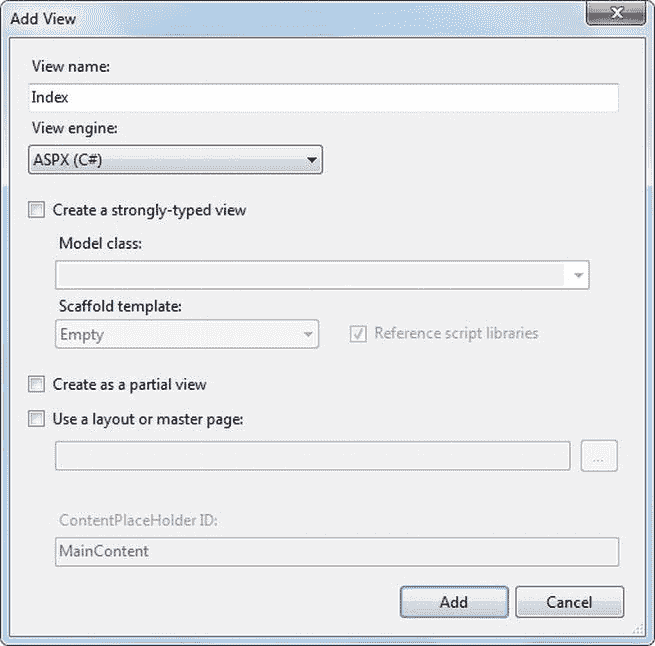 Add View
View name:
Index
View engine:
ASPX (C#)
Create a strongly-typed view
Model class:
Scaffold template:
Empty
Reference script libraries
Create as a partial view
Use a layout or master page:
...
ContentPlaceHolder ID:
MainContent
Add
Cancel